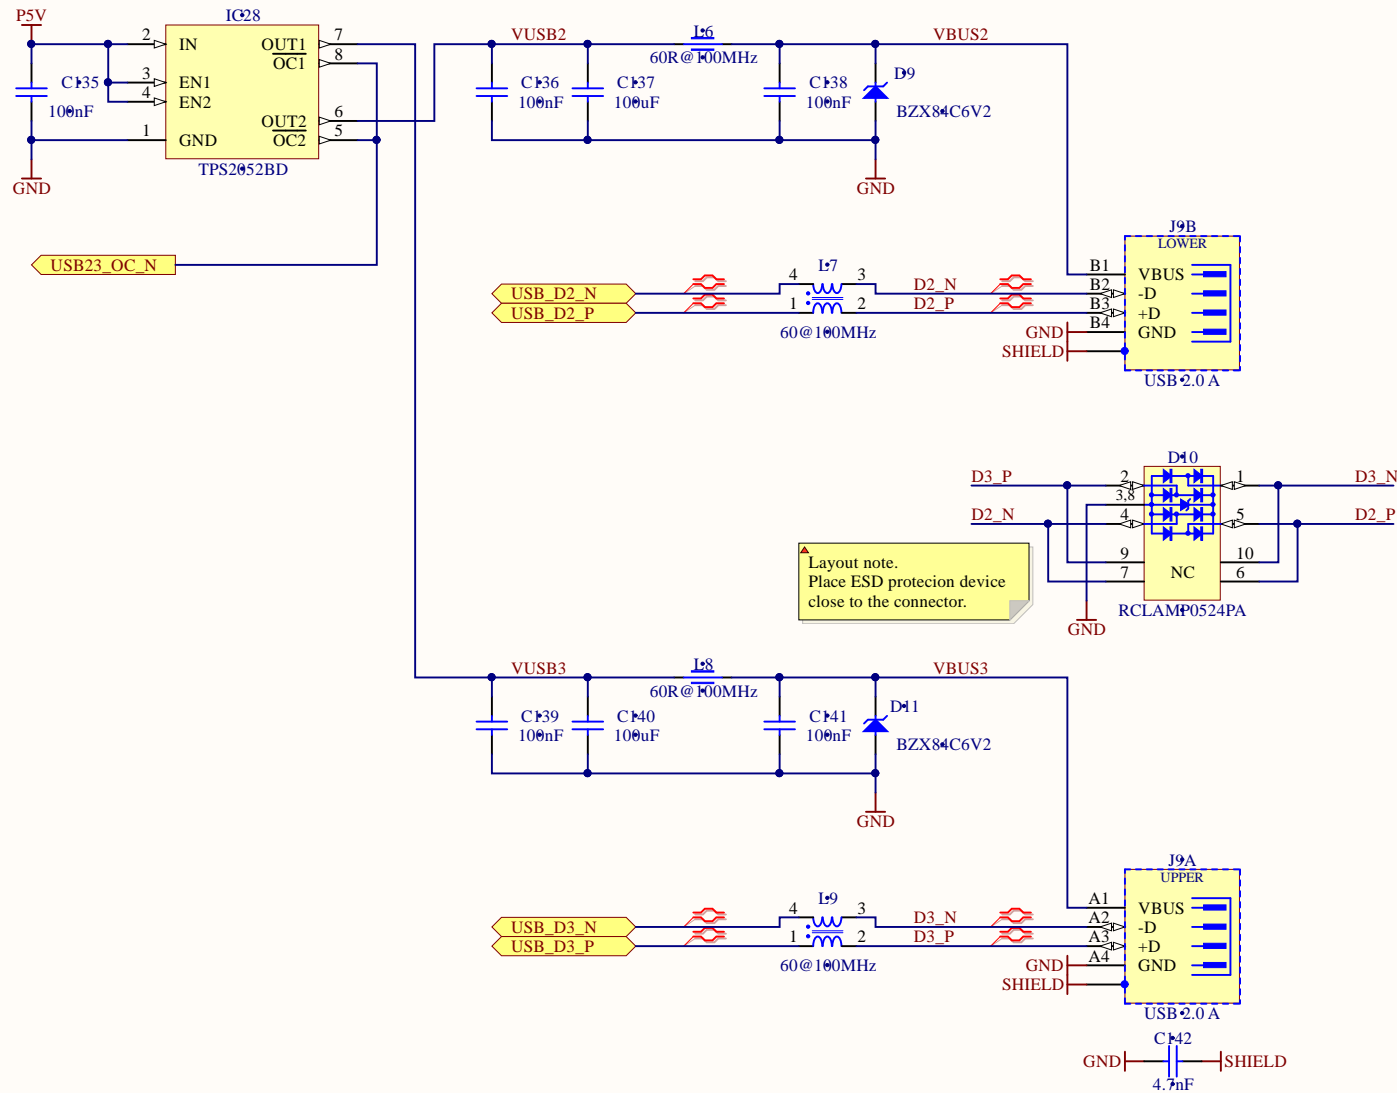 P5V
IC28
2
IN
OUT1
7
OC1
8
3
EN1
4
EN2
OUT2
6
1
GND
OC2
5
TPS2052BD
C135
100nF
GND
USB23_OC_N
VUSB2
L6
60R@100MHz
VBUS2
C136
100nF
C137
100uF
C138
100nF
D9
BZX84C6V2
GND
J9B
LOWER
B1
VBUS
B2
-D
B3
+D
B4
GND
GND
SHIELD
USB 2.0 A
USB_D2_N
USB_D2_P
L7
4
3
1
2
60@100MHz
D2_N
D2_P
D10
D3_P
2
1
D3_N
3,8
D2_N
4
5
D2_P
9
10
NC
7
6
RCLAMP0524PA
GND
Layout note.
Place ESD protecion device
close to the connector.
VUSB3
L8
60R@100MHz
VBUS3
C139
100nF
C140
100uF
C141
100nF
D11
BZX84C6V2
GND
J9A
UPPER
A1
VBUS
A2
-D
A3
+D
A4
GND
GND
SHIELD
USB 2.0 A
USB_D3_N
USB_D3_P
L9
4
3
1
2
60@100MHz
D3_N
D3_P
C142
GND
SHIELD
4.7nF